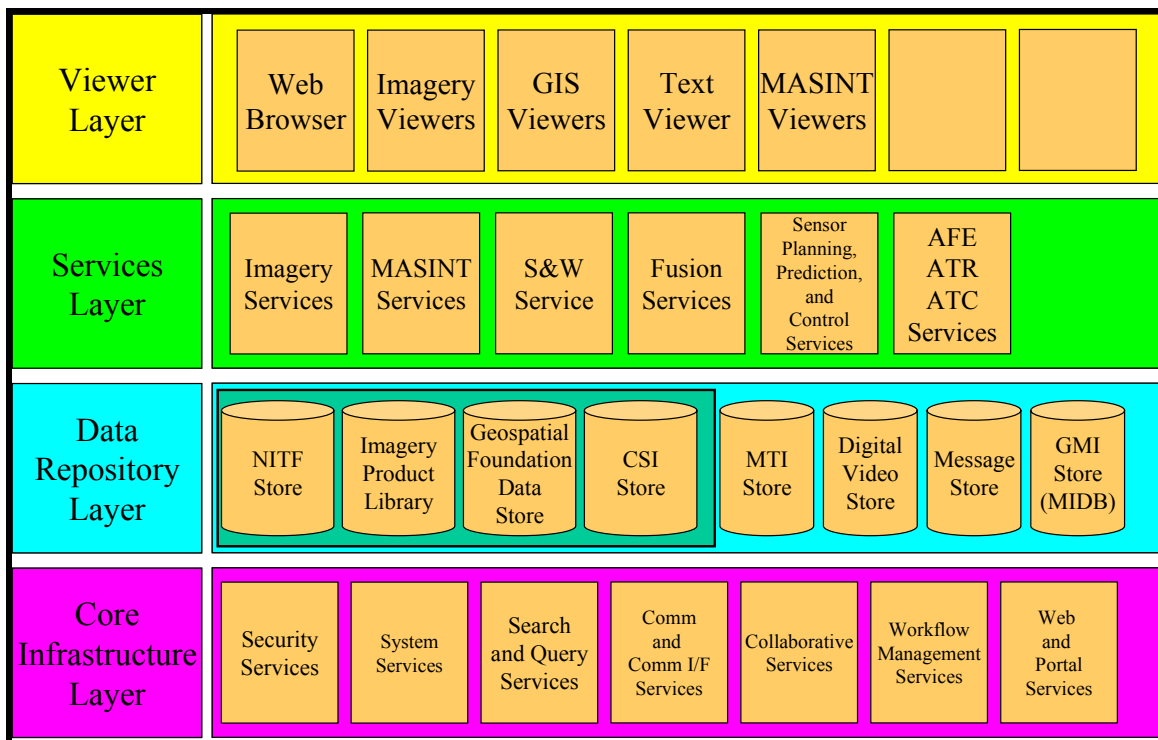 Viewer
Layer
Web
Browser
Imagery
Viewers
GIS
Viewers
Text
Viewer
MASINT
Viewers
Services
Layer
Imagery
Services
MASINT
Services
S&W
Service
Fusion
Services
Sensor
Planning,
Prediction,
and
Control
Services
AFE
ATR
ATC
Services
Data
Repository
Layer
NITF
Store
Imagery
Product
Library
Geospatial
Foundation
Data
Store
CSI
Store
MTI
Store
Digital
Video
Store
Message
Store
GMI
Store
(MIDB)
Core
Infrastructure
Layer
Security
Services
System
Services
Search
and Query
Services
Comm
and
Comm I/F
Services
Collaborative
Services
Workflow
Management
Services
Web
and
Portal
Services